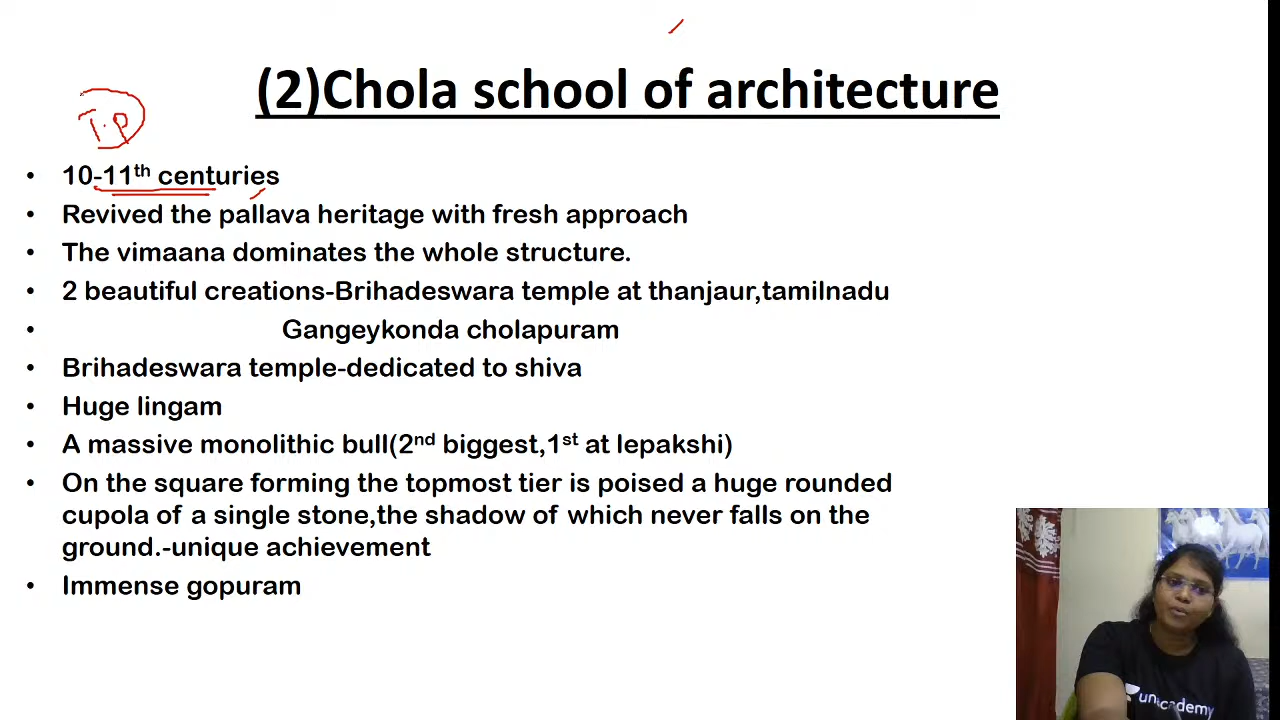 (2)Chola school of architecture
T.P
• 10-11th centuries
• Revived the pallava heritage with fresh approach
• The vimaana dominates the whole structure.
• 2 beautiful creations-Brihadeswara temple at thanjaur,tamilnadu
• Gangeykonda cholapuram
• Brihadeswara temple-dedicated to shiva
• Huge lingam
• A massive monolithic bull(2nd biggest,1st at lepakshi)
• On the square forming the topmost tier is poised a huge rounded
cupola of a single stone,the shadow of which never falls on the
ground.-unique achievement
• Immense gopuram
unacademy